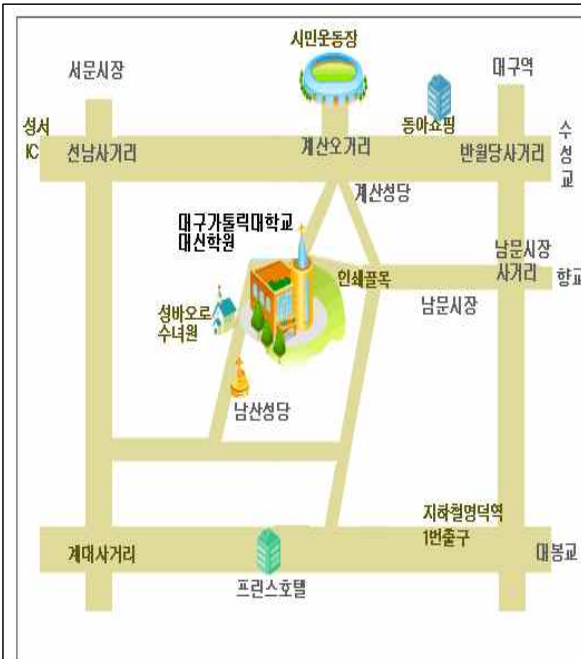 시민운동장
서문시장
대구역
동아쇼핑
성서
IC
선남사거리
계산오거리
반월당사거리
수
성
교
계산성당
대구가톨릭대학교
대신학원
남문시장
사거리
향교
인쇄골목
남문시장
성바오로
수녀원
남산성당
지하철명덕역
1번출구
계대사거리
대봉교
프린스호텔